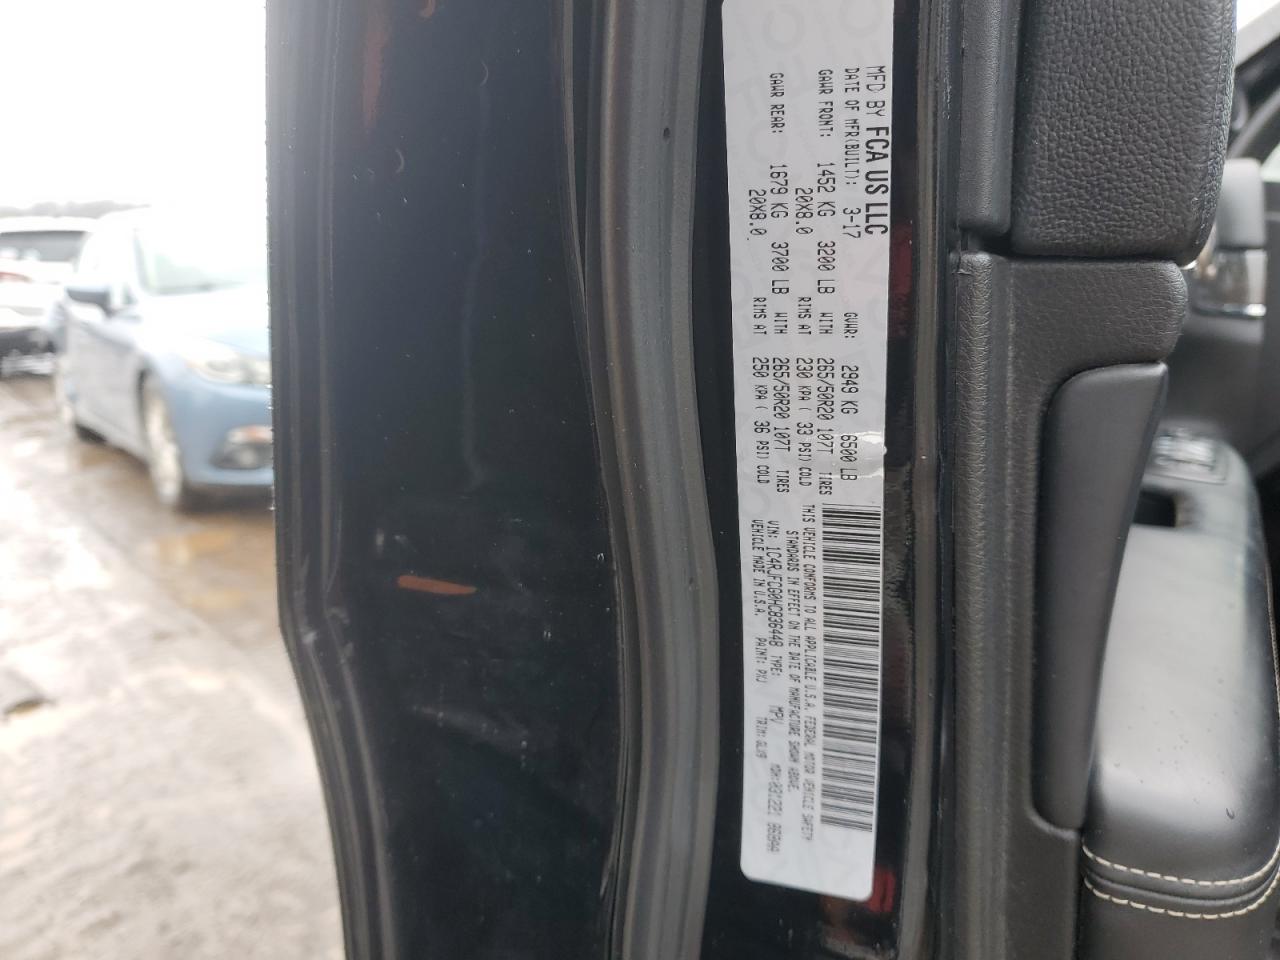 MFD BY FCA US LLC
DATE OF MFR(BUILT): 3-17 GVWR: 2949 KG 6500 LB
GAWR FRONT: 1452 KG 3200 LB WITH 265/50R20 107T TIRES
20X8.0 RIMS AT 230 KPA ( 33 PSI) COLD
GAWR REAR: 1679 KG 3700 LB WITH 265/50R20 107T TIRES
20X8.0 RIMS AT 250 KPA ( 36 PSI) COLD
THIS VEHICLE CONFORMS TO ALL APPLICABLE U.S.A. FEDERAL MOTOR VEHICLE SAFETY
STANDARDS IN EFFECT ON THE DATE OF MANUFACTURE SHOWN ABOVE.
VIN: 1C4RJFCG0HC836448 TYPE: MPV MDH:
VEHICLE MADE IN U.S.A. PAINT: PXJ TRIM: